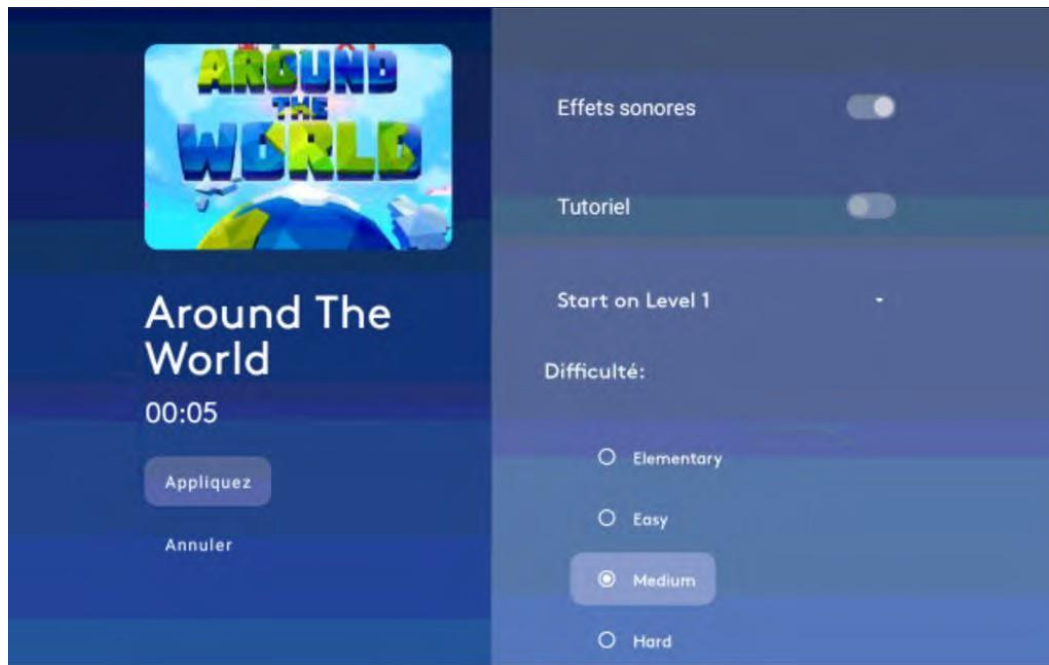 AROUND
THE
WORLD
Around The
World
00:05
Appliquez
Annuler
Effets sonores
Tutoriel
Start on Level 1
Difficulté:
Elementary
Easy
Medium
Hard